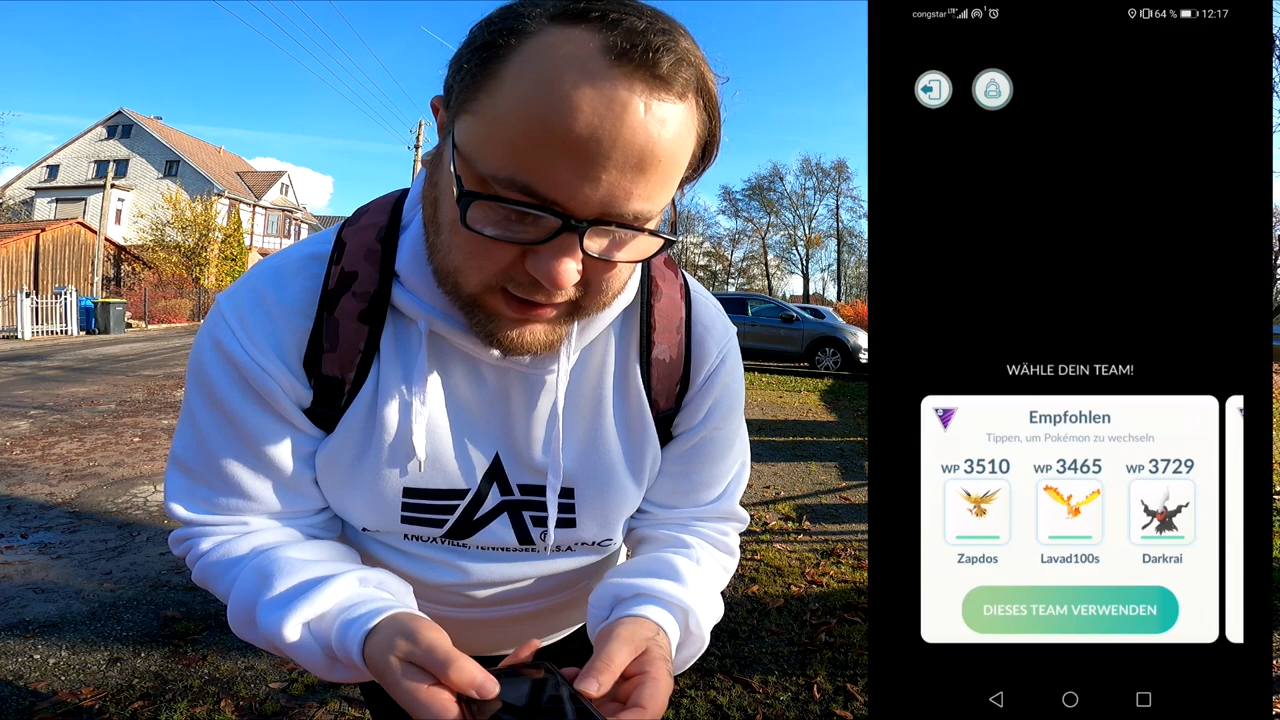 KNOXVILLE, TENNESSEE, U.S.A.
INC.
congstar
64 %
12:17
WÄHLE DEIN TEAM!
Empfohlen
Tippen, um Pokémon zu wechseln
WP 3510 WP 3465 WP 3729
Zapdos Lavad100s Darkrai
DIESES TEAM VERWENDEN